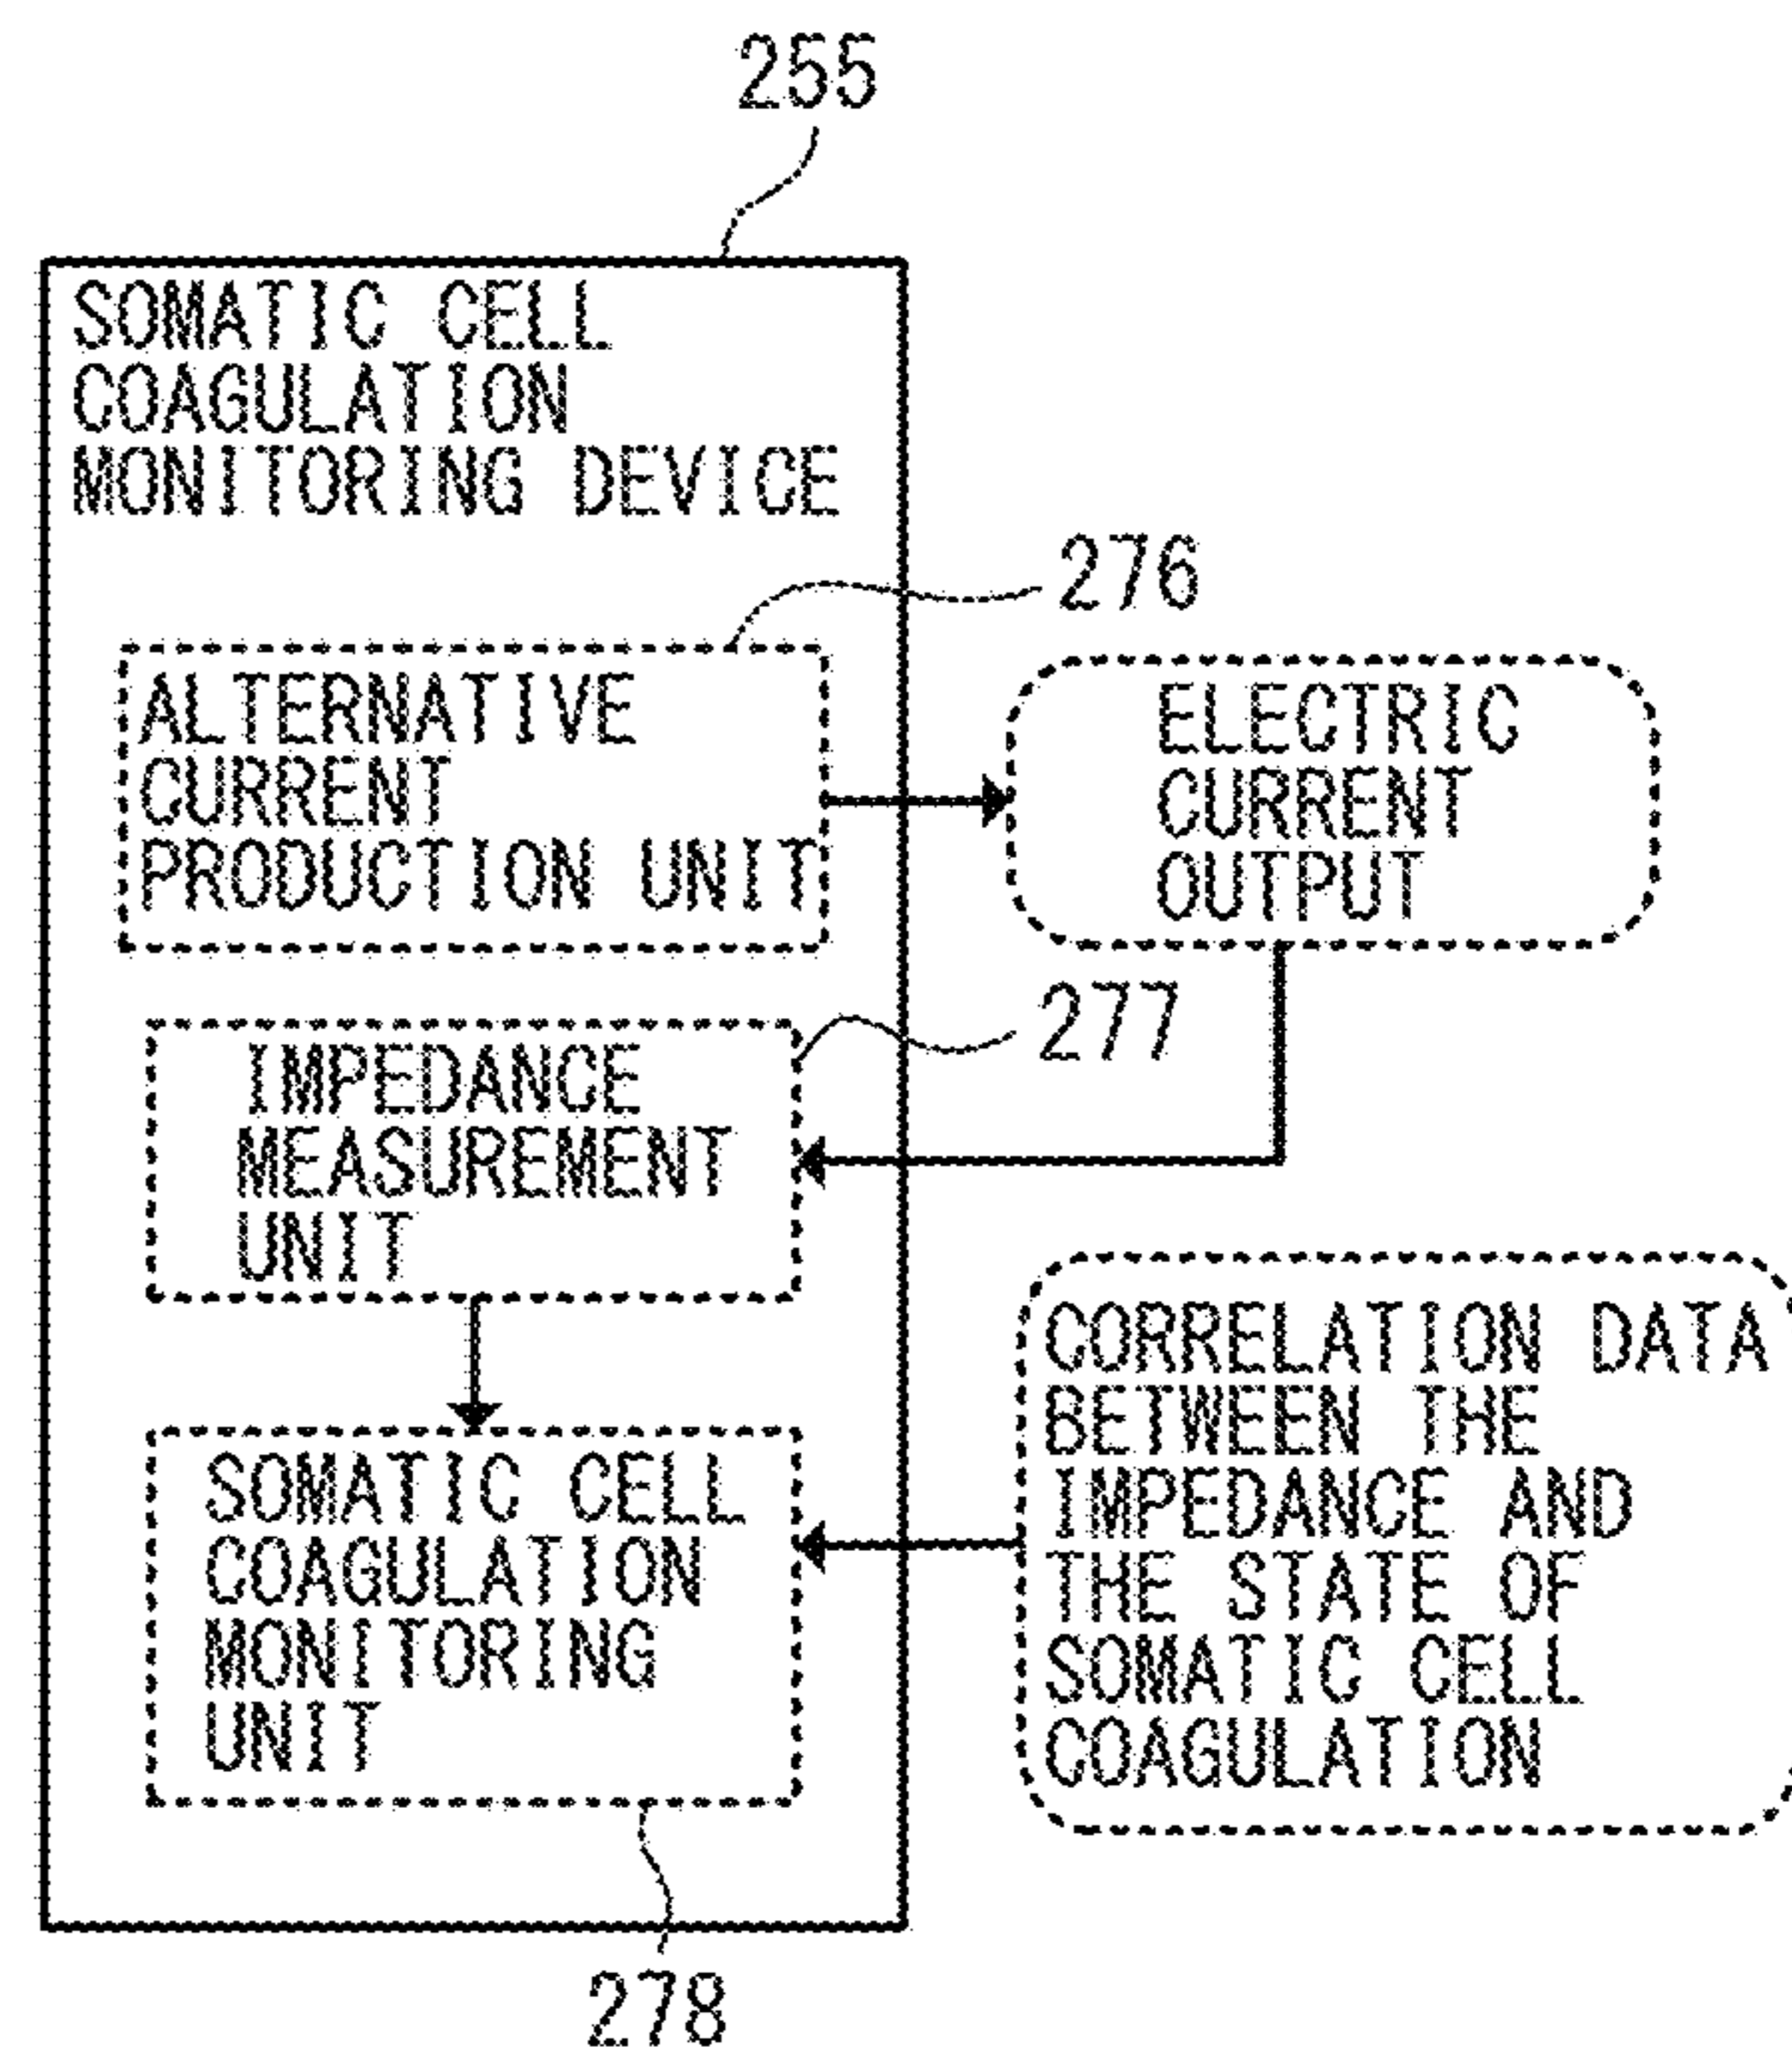 255
SOMATIC CELL
COAGULATION
MONITORING DEVICE
276
ALTERNATIVE
CURRENT
PRODUCTION UNIT
ELECTRIC
CURRENT
OUTPUT
277
IMPEDANCE
MEASUREMENT
UNIT
SOMATIC CELL
COAGULATION
MONITORING
UNIT
CORRELATION DATA
BETWEEN THE
IMPEDANCE AND
THE STATE OF
SOMATIC CELL
COAGULATION
278